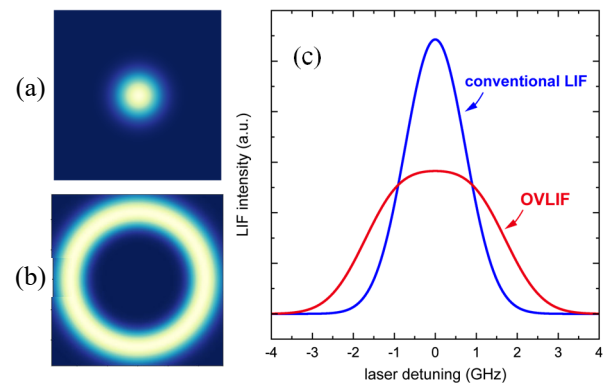 (a)
(b)
(c)
LIF intensity (a.u.)
conventional LIF
OVLIF
-4 -3 -2 -1 0 1 2 3 4
laser detuning (GHz)